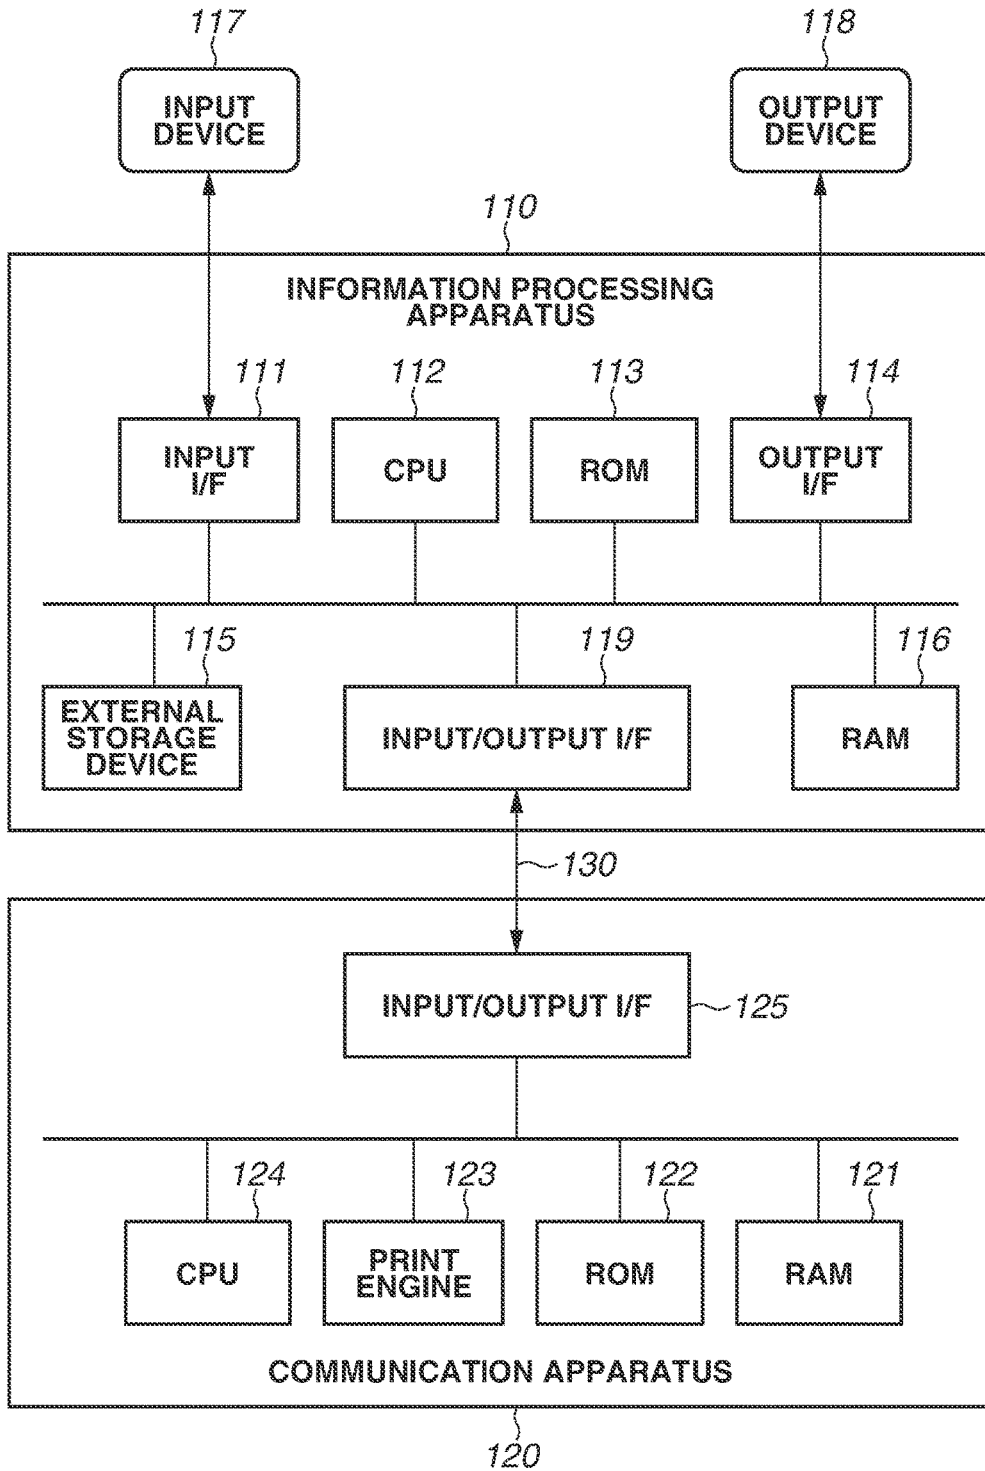 117
118
INPUT
DEVICE
OUTPUT
DEVICE
110
INFORMATION PROCESSING
APPARATUS
111
112
113
114
INPUT
I/F
CPU
ROM
OUTPUT
I/F
115
119
116
EXTERNAL
STORAGE
DEVICE
INPUT/OUTPUT I/F
RAM
130
INPUT/OUTPUT I/F
125
124
123
122
121
CPU
PRINT
ENGINE
ROM
RAM
COMMUNICATION APPARATUS
120